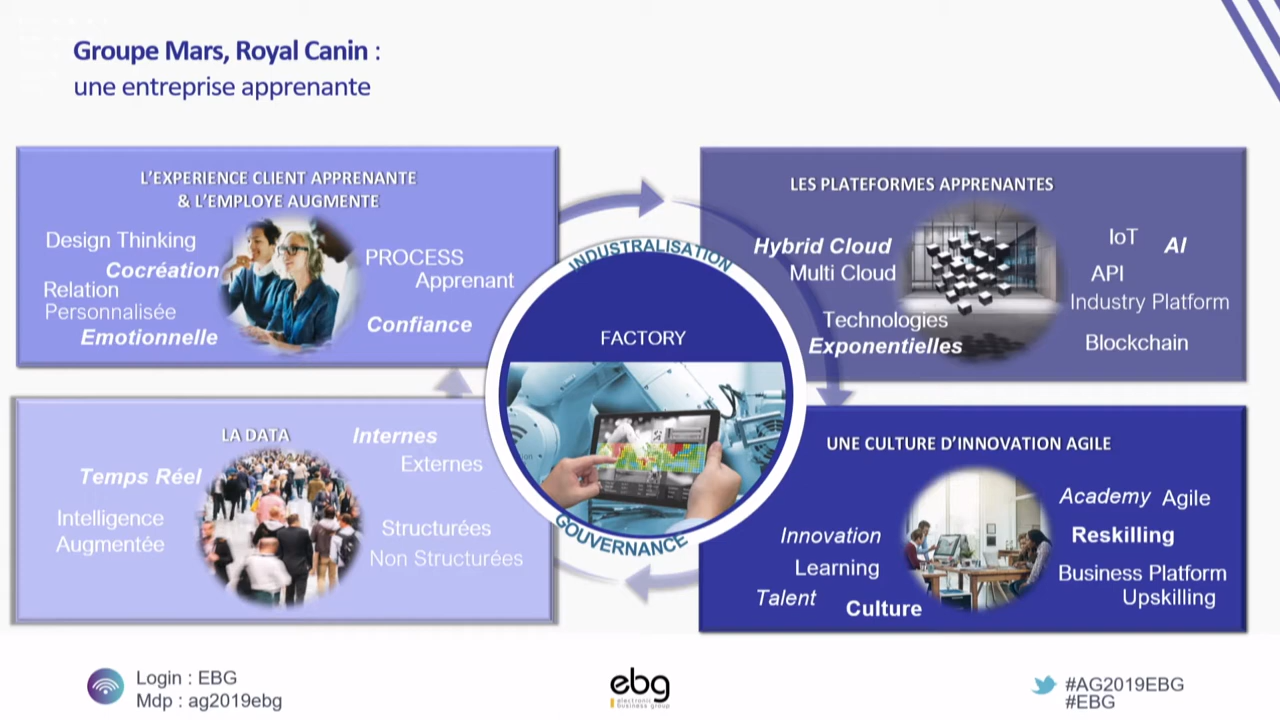 Groupe Mars, Royal Canin :
une entreprise apprenante
L'EXPERIENCE CLIENT APPRENANTE
& L'EMPLOYE AUGMENTE
Design Thinking
Cocréation
Relation
Personnalisée
Emotionnelle
PROCESS
Apprenant
Confiance
LES PLATEFORMES APPRENANTES
Hybrid Cloud
Multi Cloud
Technologies
Exponentielles
IoT
AI
API
Industry Platform
Blockchain
INDUSTRALISATION
FACTORY
GOUVERNANCE
LA DATA
Temps Réel
Intelligence
Augmentée
Internes
Externes
Structurées
Non Structurées
UNE CULTURE D'INNOVATION AGILE
Innovation
Learning
Talent
Culture
Academy Agile
Reskilling
Business Platform
Upskilling
Login : EBG
Mdp : ag2019ebg
ebg
electronic
business group
#AG2019EBG
#EBG